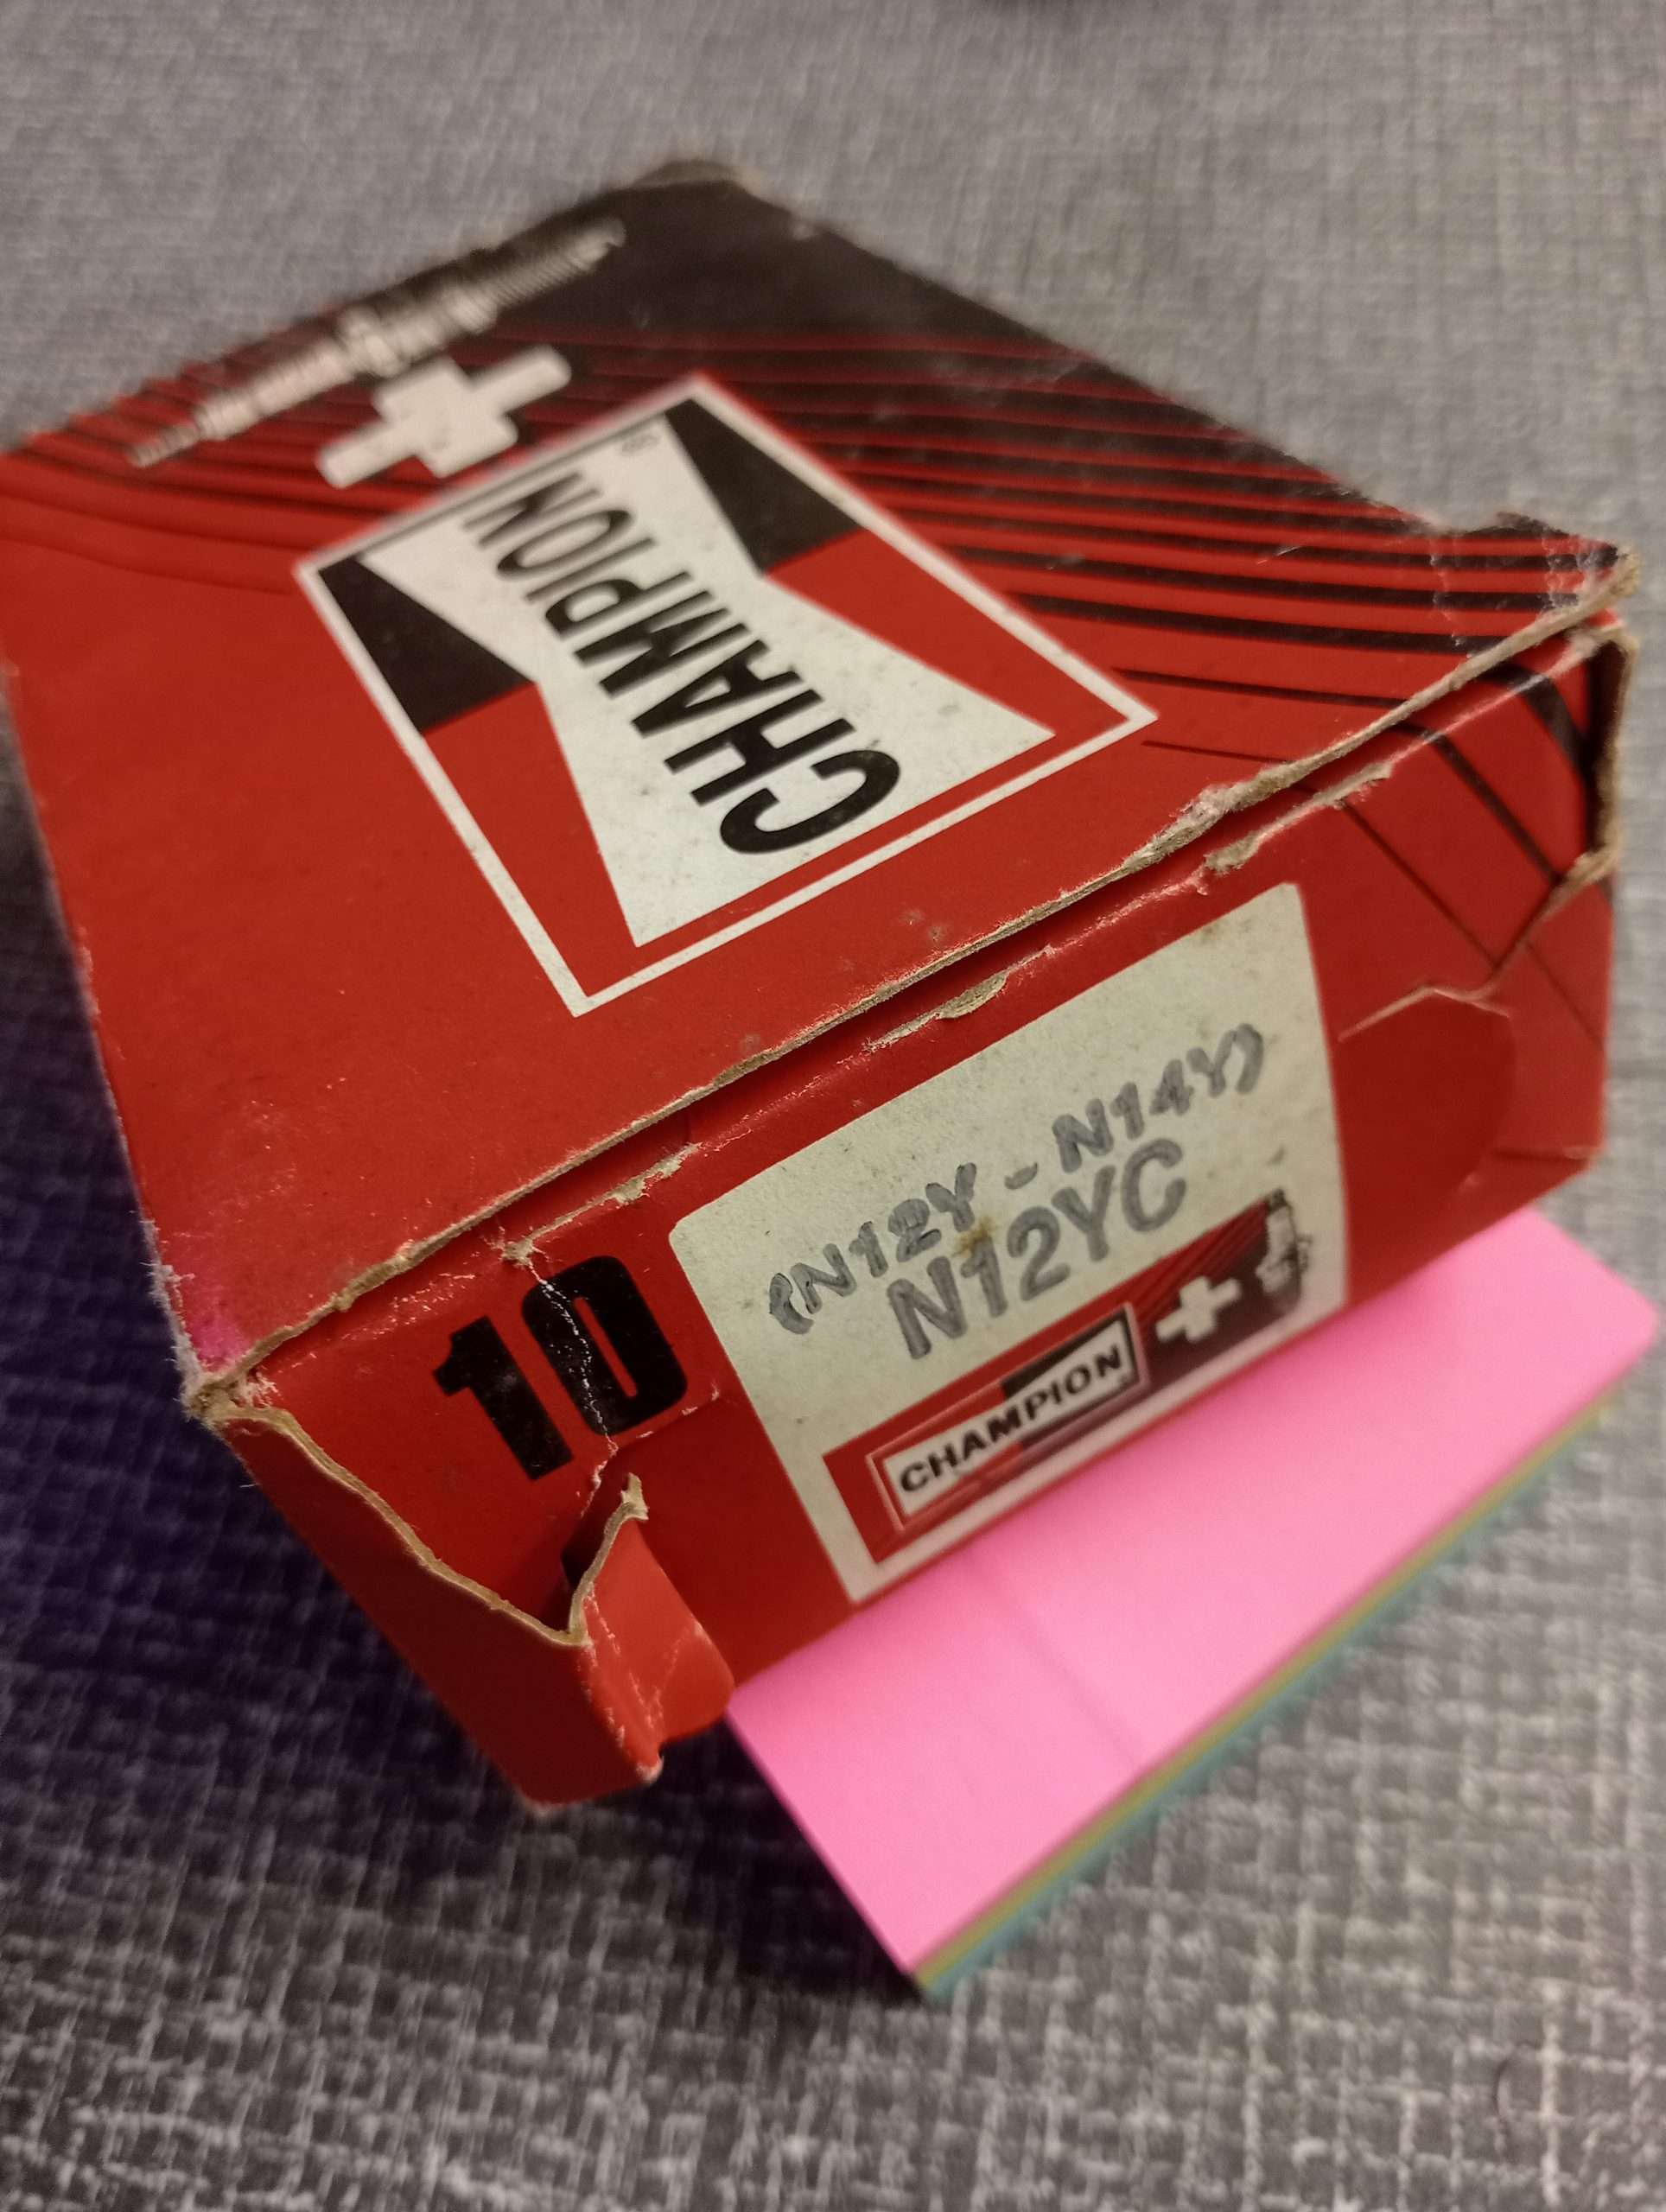 CHAMPION
®
10
(N12Y - N14Y)
N12YC
CHAMPION